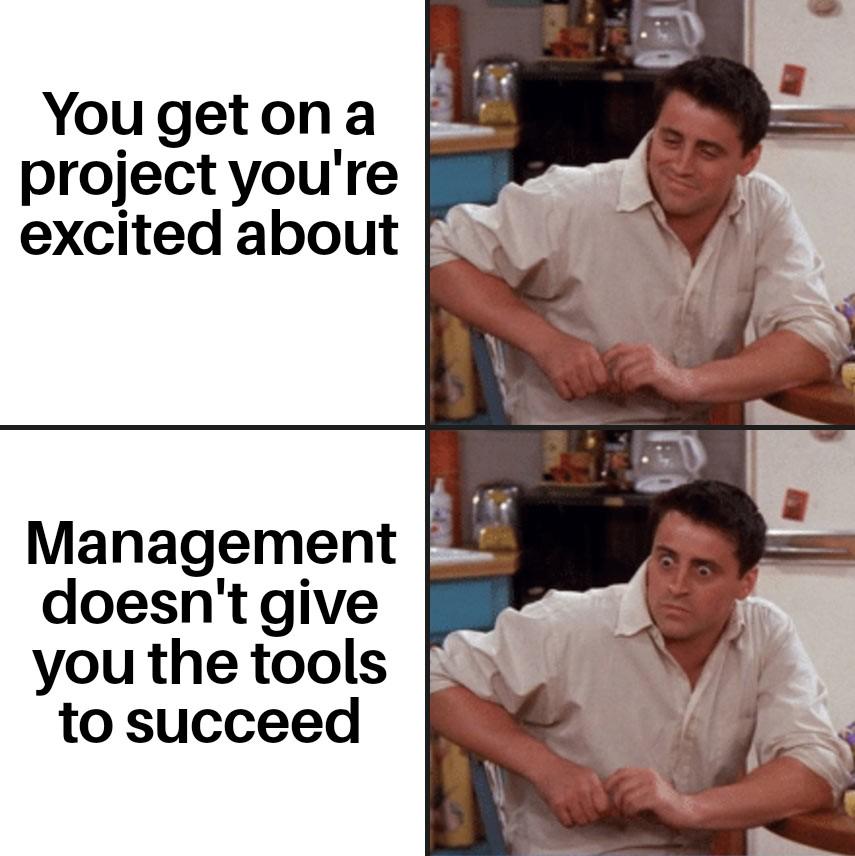 You get on a
project you're
excited about
Management
doesn't give
you the tools
to succeed